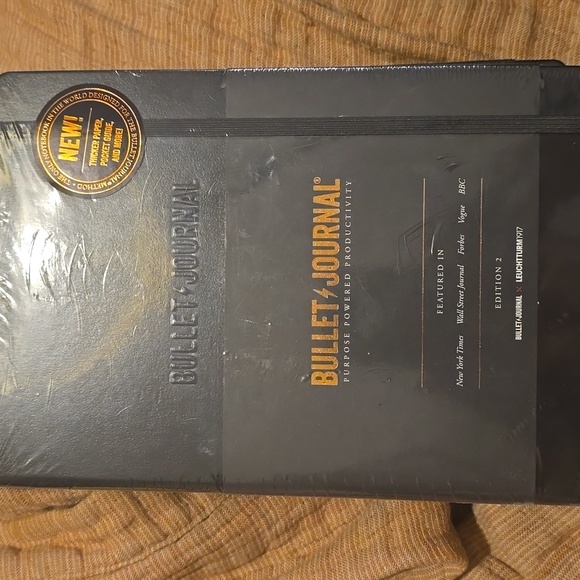 THE ONLY NOTEBOOK IN THE WORLD DESIGNED FOR THE BULLET JOURNAL® METHOD •
NEW!
THICKER PAPER,
POCKET GUIDE,
AND MORE!
BULLET JOURNAL
BULLET JOURNAL®
PURPOSE POWERED PRODUCTIVITY
FEATURED IN
New York Times Wall Street Journal Forbes Vogue BBC
EDITION 2
BULLET JOURNAL × LEUCHTTURM1917